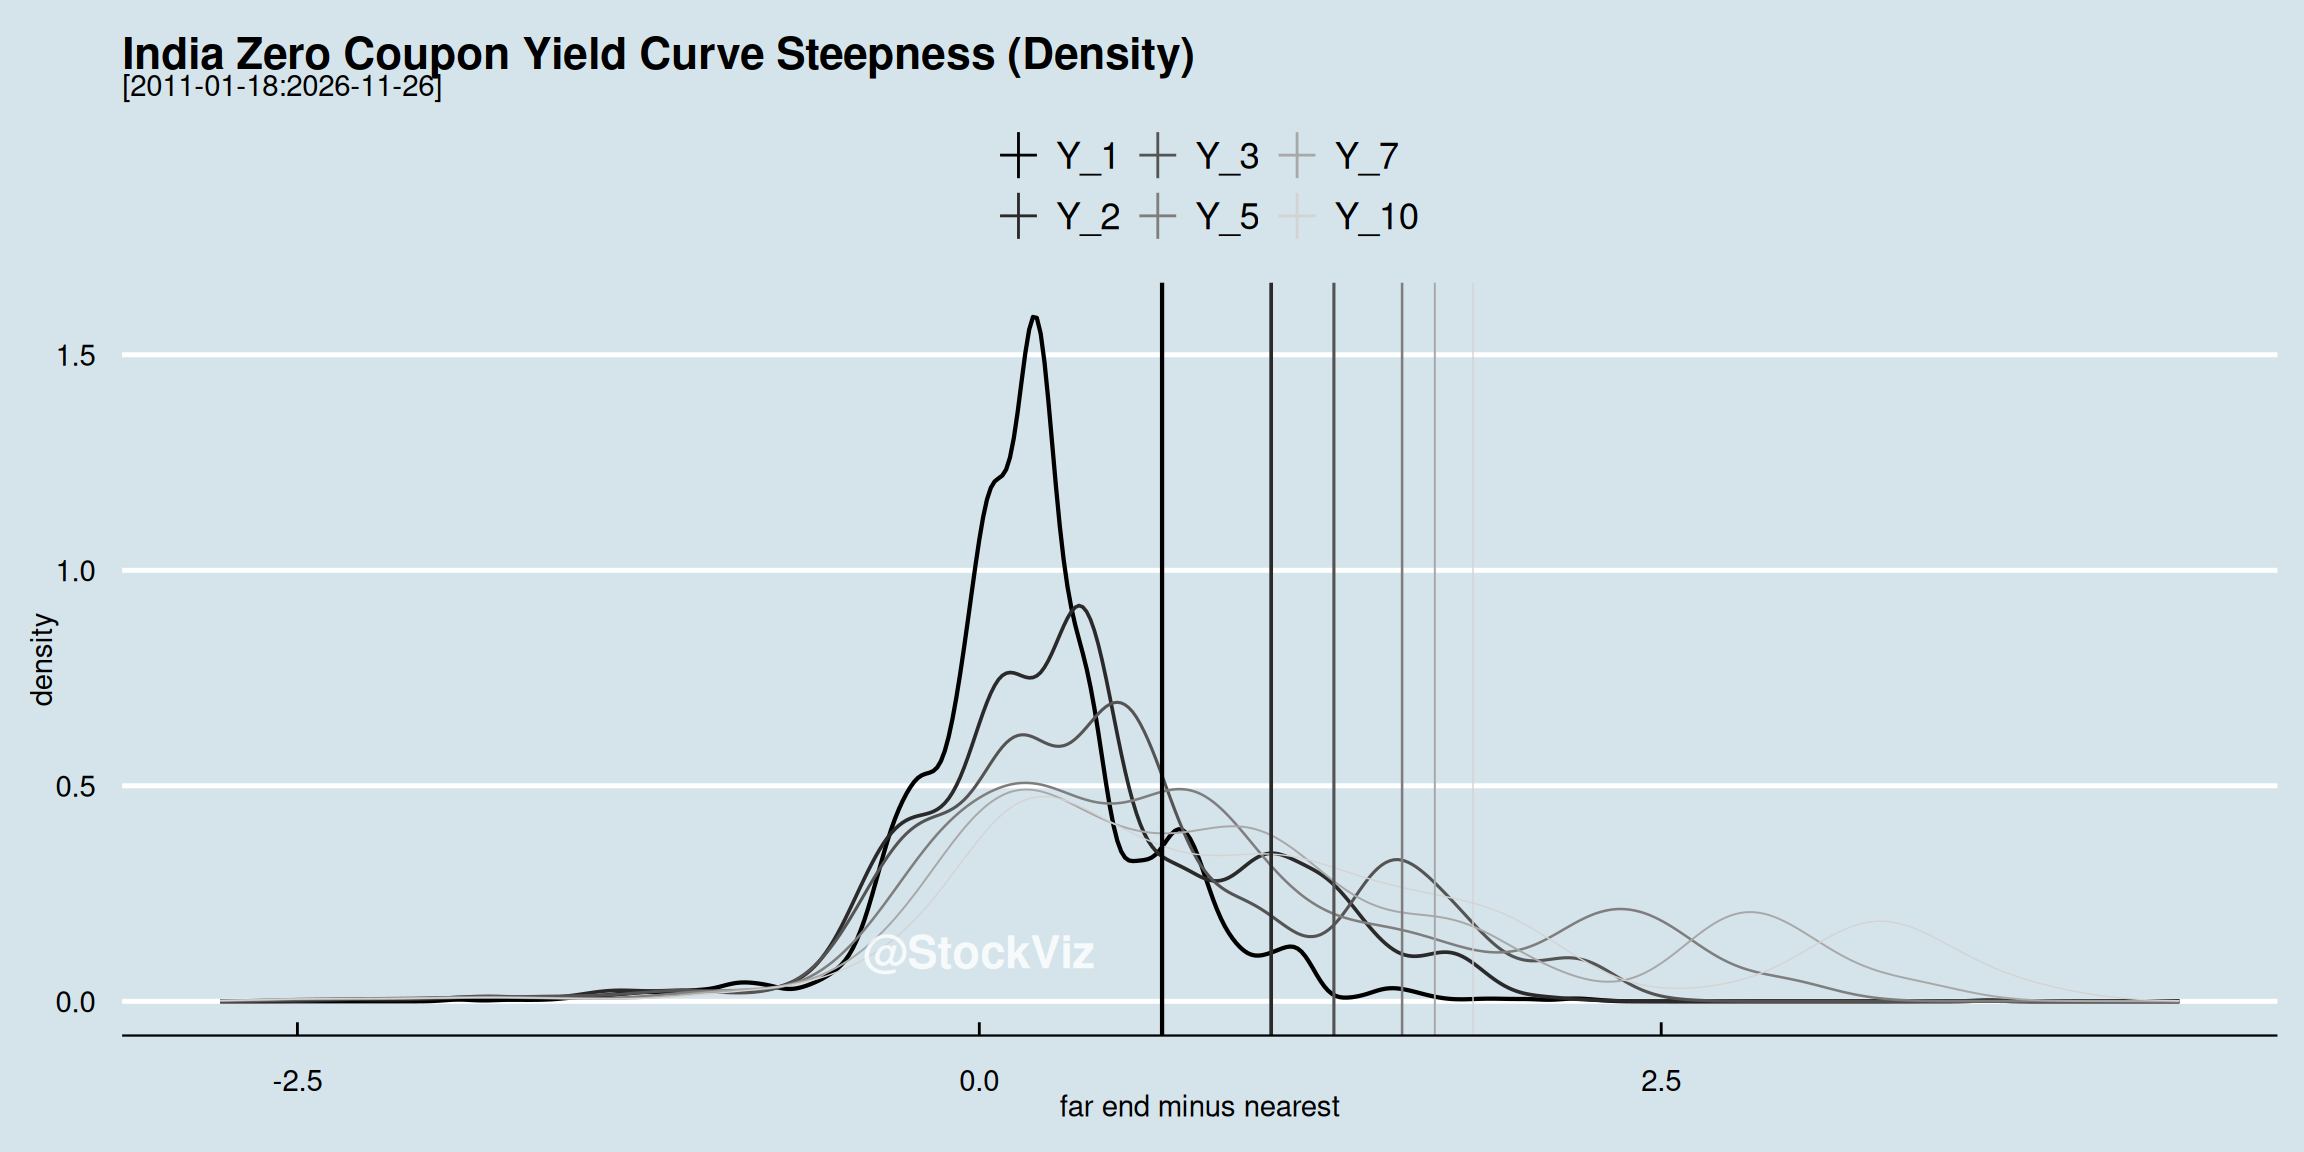 India Zero Coupon Yield Curve Steepness (Density)
[2011-01-18:2026-11-26]
Y_1 Y_3 Y_7
Y_2 Y_5 Y_10
1.5
1.0
0.5
0.0
density
@StockViz
-2.5 0.0 2.5
far end minus nearest